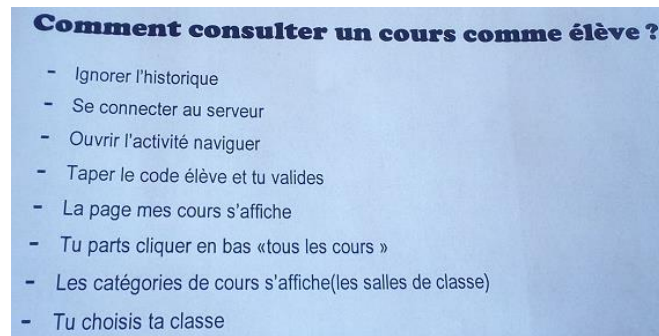 Comment consulter un cours comme élève ?
- Ignorer l'historique
- Se connecter au serveur
- Ouvrir l'activité naviguer
- Taper le code élève et tu valides
- La page mes cours s'affiche
- Tu parts cliquer en bas «tous les cours »
- Les catégories de cours s'affiche(les salles de classe)
- Tu choisis ta classe